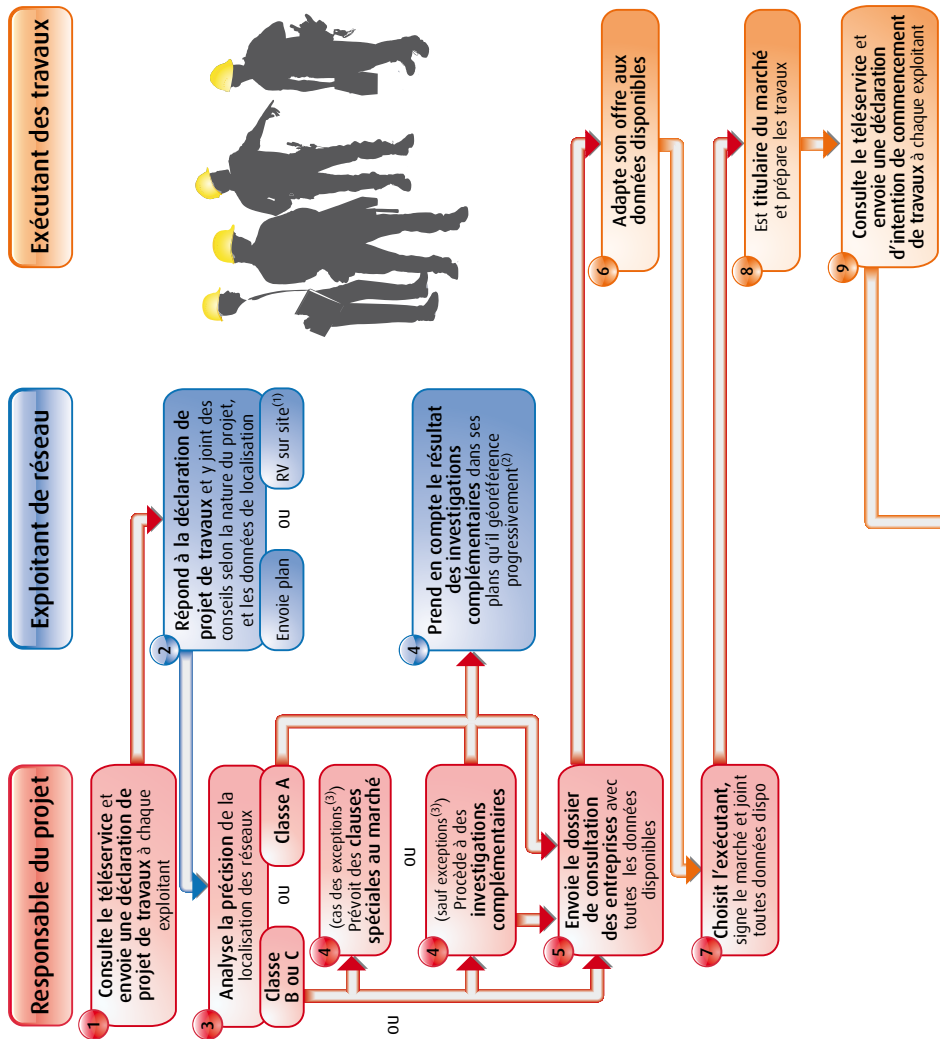 Responsable du projet
Exploitant de réseau
Exécutant des travaux
1
Consulte le téléservice et
envoie une déclaration de
projet de travaux à chaque
exploitant
2
Répond à la déclaration de
projet de travaux et y joint des
conseils selon la nature du projet,
et les données de localisation
Envoie plan
ou
RV sur site(1)
3
Analyse la précision de la
localisation des réseaux
Classe
B ou C
ou
Classe A
4
(cas des exceptions(3))
Prévoit des clauses
spéciales au marché
ou
ou
4
(sauf exceptions(3))
Procède à des
investigations
complémentaires
4
Prend en compte le résultat
des investigations
complémentaires dans ses
plans qu'il géoréférence
progressivement(2)
5
Envoie le dossier
de consultation
des entreprises avec
toutes les données
disponibles
6
Adapte son offre aux
données disponibles
7
Choisit l'exécutant,
signe le marché et joint
toutes données dispo
8
Est titulaire du marché
et prépare les travaux
9
Consulte le téléservice et
envoie une déclaration
d'intention de commencement
de travaux à chaque exploitant